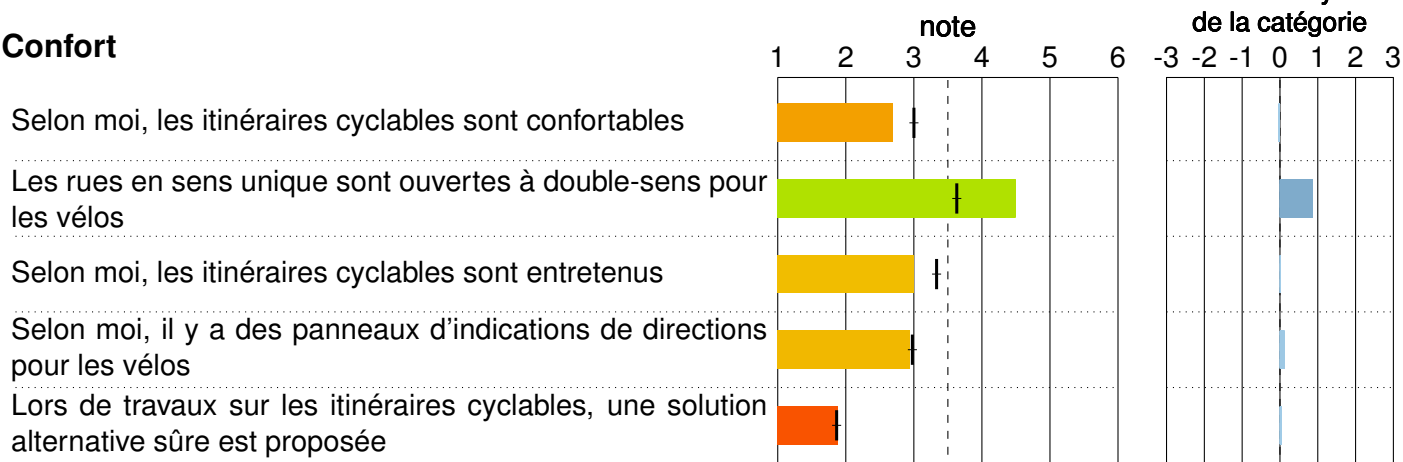 note
de la catégorie
Confort
1 2 3 4 5 6
-3 -2 -1 0 1 2 3
Selon moi, les itinéraires cyclables sont confortables
Les rues en sens unique sont ouvertes à double-sens pour
les vélos
Selon moi, les itinéraires cyclables sont entretenus
Selon moi, il y a des panneaux d'indications de directions
pour les vélos
Lors de travaux sur les itinéraires cyclables, une solution
alternative sûre est proposée